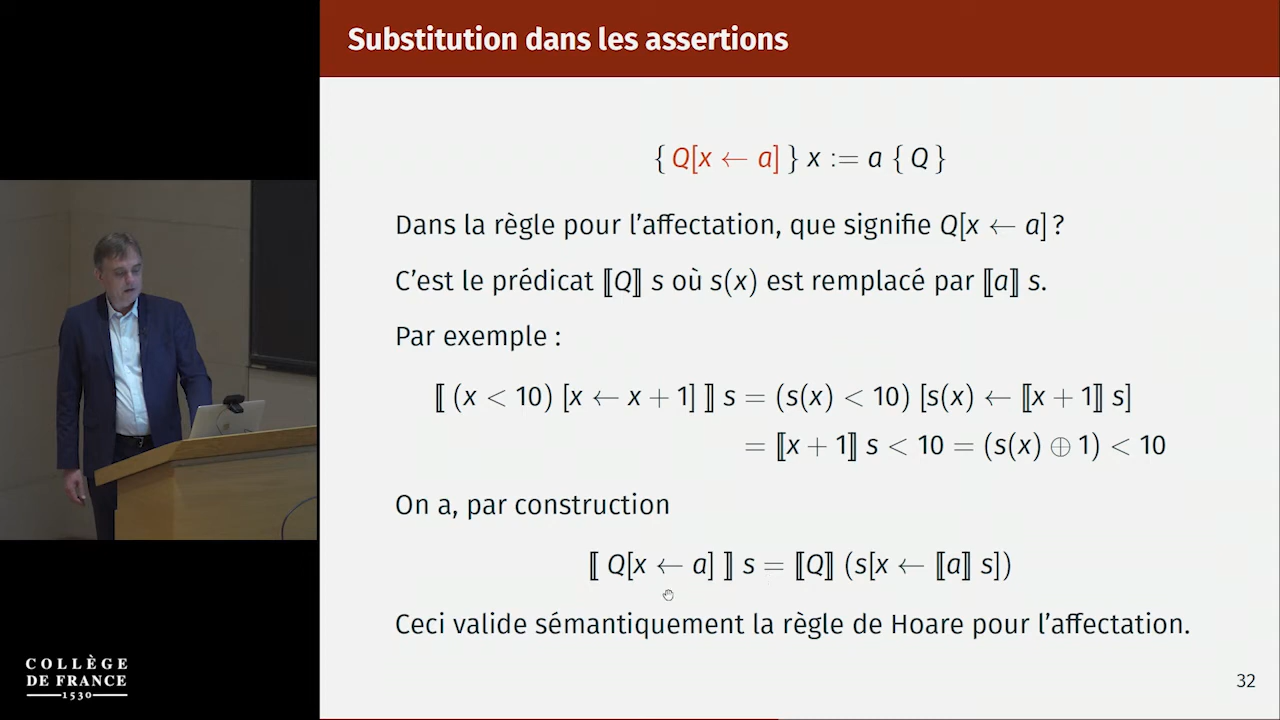 Substitution dans les assertions
{ Q[x ← a] } x := a { Q }
Dans la règle pour l'affectation, que signifie Q[x ← a] ?
C'est le prédicat ⟦Q⟧ s où s(x) est remplacé par ⟦a⟧ s.
Par exemple :
⟦ (x < 10) [x ← x + 1] ⟧ s = (s(x) < 10) [s(x) ← ⟦x + 1⟧ s]
= ⟦x + 1⟧ s < 10 = (s(x) ⊕ 1) < 10
On a, par construction
⟦ Q[x ← a] ⟧ s = ⟦Q⟧ (s[x ← ⟦a⟧ s])
Ceci valide sémantiquement la règle de Hoare pour l'affectation.
32
COLLÈGE
DE FRANCE
1530